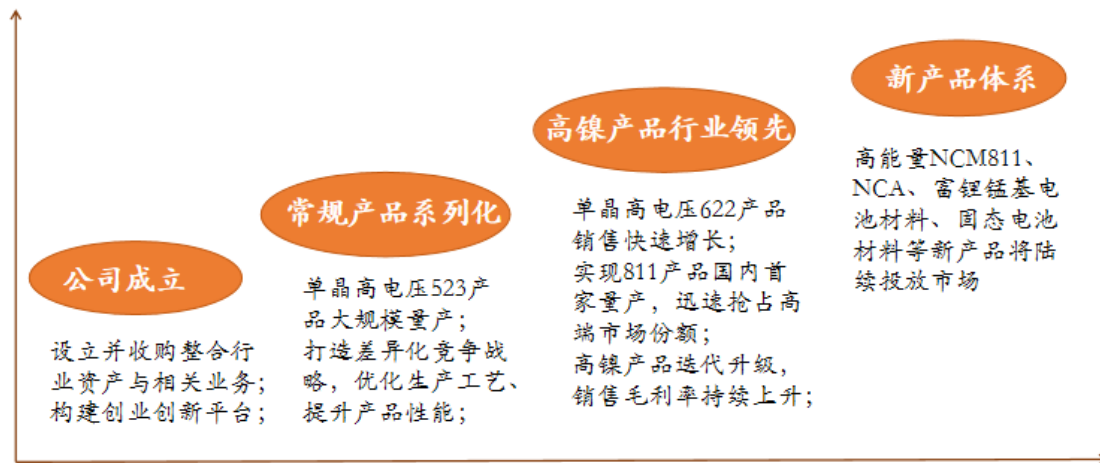 公司成立
设立并收购整合行
业资产与相关业务；
构建创业创新平台；
常规产品系列化
单晶高电压523产
品大规模量产；
打造差异化竞争战
略，优化生产工艺、
提升产品性能；
高镍产品行业领先
单晶高电压622产品
销售快速增长；
实现811产品国内首
家量产，迅速抢占高
端市场份额；
高镍产品迭代升级，
销售毛利率持续上升；
新产品体系
高能量NCM811、
NCA、富锂锰基电
池材料、固态电池
材料等新产品将陆
续投放市场